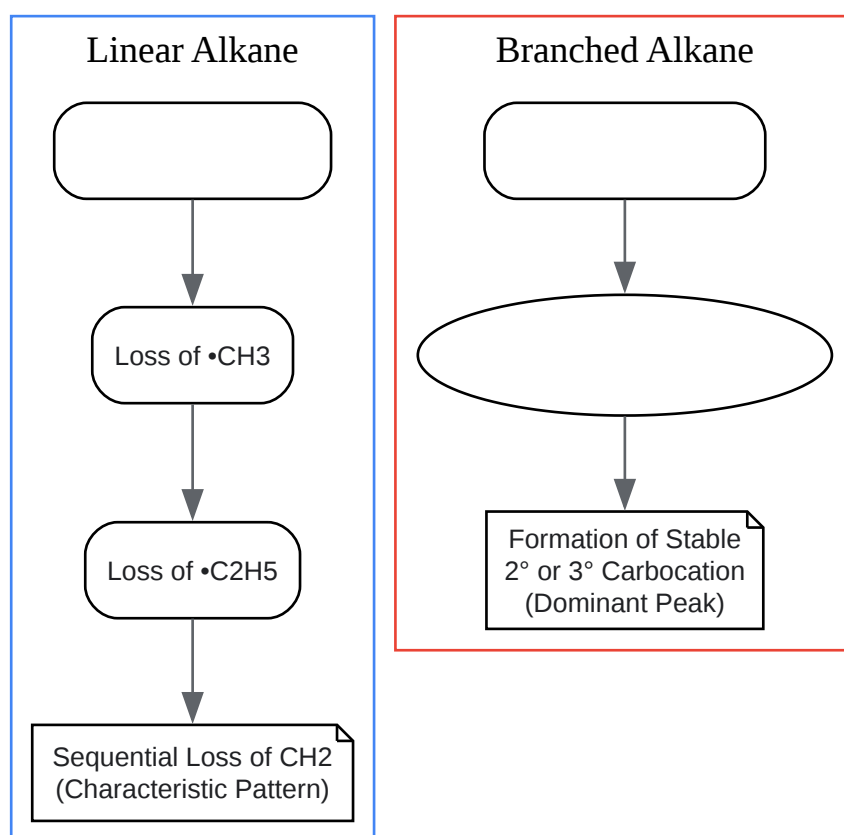 Linear Alkane
Loss of •CH3
Loss of •C2H5
Sequential Loss of CH2
(Characteristic Pattern)
Branched Alkane
Formation of Stable
2° or 3° Carbocation
(Dominant Peak)